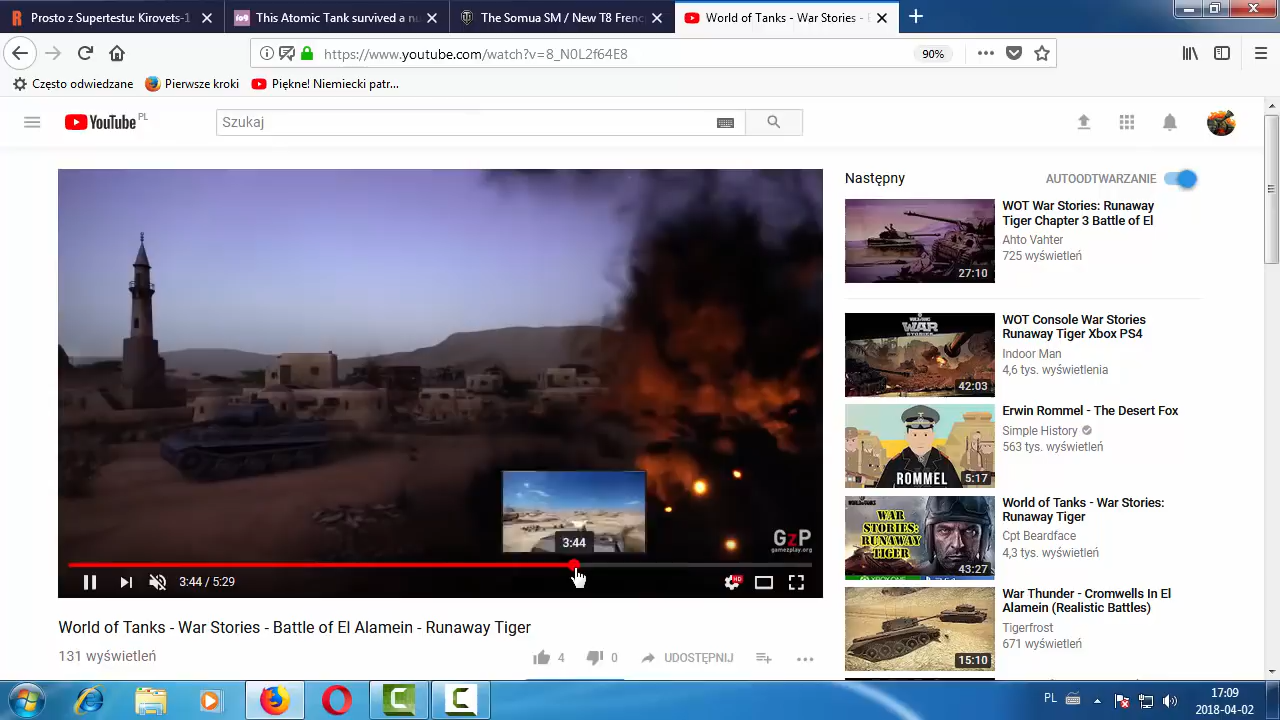 Prosto z SuperTestu: Kirovets-1
This Atomic Tank survived a nu
The Somua SM / New T8 Frenc
World of Tanks - War Stories -
https://www.youtube.com/watch?v=8_N0L2f64E8
90%
Często odwiedzane
Pierwsze kroki
Piękne! Niemiecki patr...
YouTube PL
Szukaj
Następny
AUTOODTWARZANIE
WOT War Stories: Runaway
Tiger Chapter 3 Battle of El
Ahto Vahter
725 wyświetleń
27:10
WAR
STORIES
WOT Console War Stories
Runaway Tiger Xbox PS4
Indoor Man
4,6 tys. wyświetlenia
42:03
Erwin Rommel - The Desert Fox
Simple History
563 tys. wyświetleń
ROMMEL
5:17
World of Tanks - War Stories:
Runaway Tiger
Cpt Beardface
4,3 tys. wyświetleń
WAR
STORIES:
RUNAWAY
TIGER
43:27
War Thunder - Cromwells In El
Alamein (Realistic Battles)
Tigerfrost
671 wyświetleń
15:10
GzP
gamezplay.org
3:44
3:44 / 5:29
HD
World of Tanks - War Stories - Battle of El Alamein - Runaway Tiger
131 wyświetleń
4
0
UDOSTĘPNIJ
PL
17:09
2018-04-02